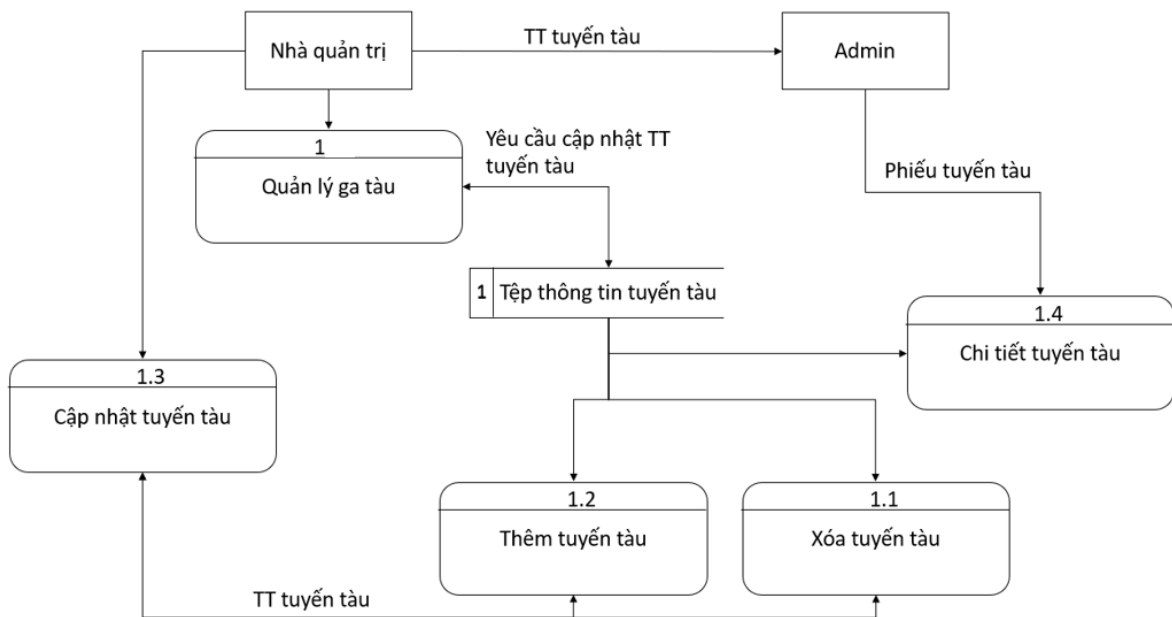 Nhà quản trị
TT tuyến tàu
Admin
1
Quản lý ga tàu
Yêu cầu cập nhật TT
tuyến tàu
Phiếu tuyến tàu
1 Tệp thông tin tuyến tàu
1.4
Chi tiết tuyến tàu
1.3
Cập nhật tuyến tàu
1.2
Thêm tuyến tàu
1.1
Xóa tuyến tàu
TT tuyến tàu